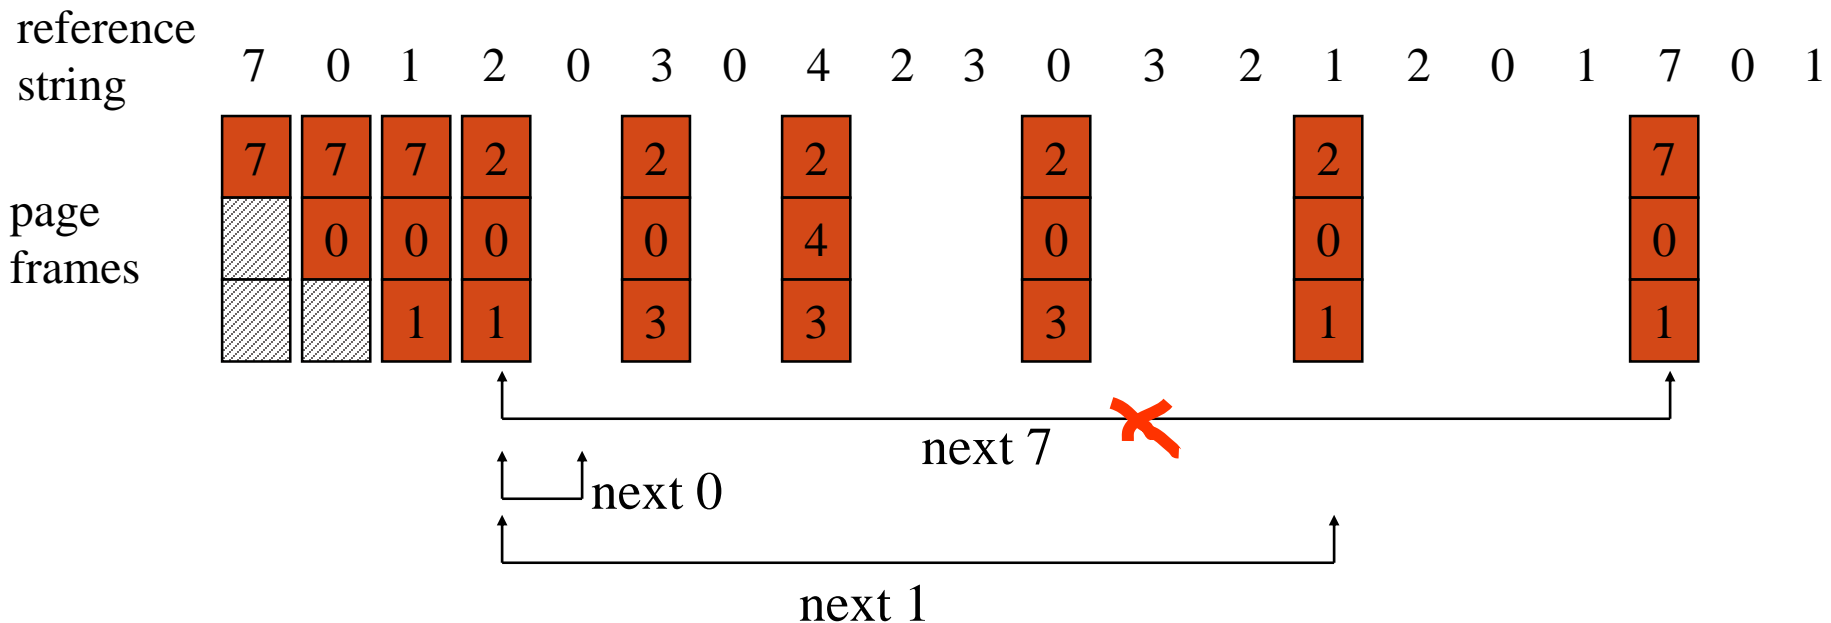 reference
string
7 0 1 2 0 3 0 4 2 3 0 3 2 1 2 0 1 7 0 1
page
frames
7 7 7 2 2 2 2 2 7
0 0 0 0 4 0 0 0
1 1 3 3 3 1 1
next 7
next 0
next 1